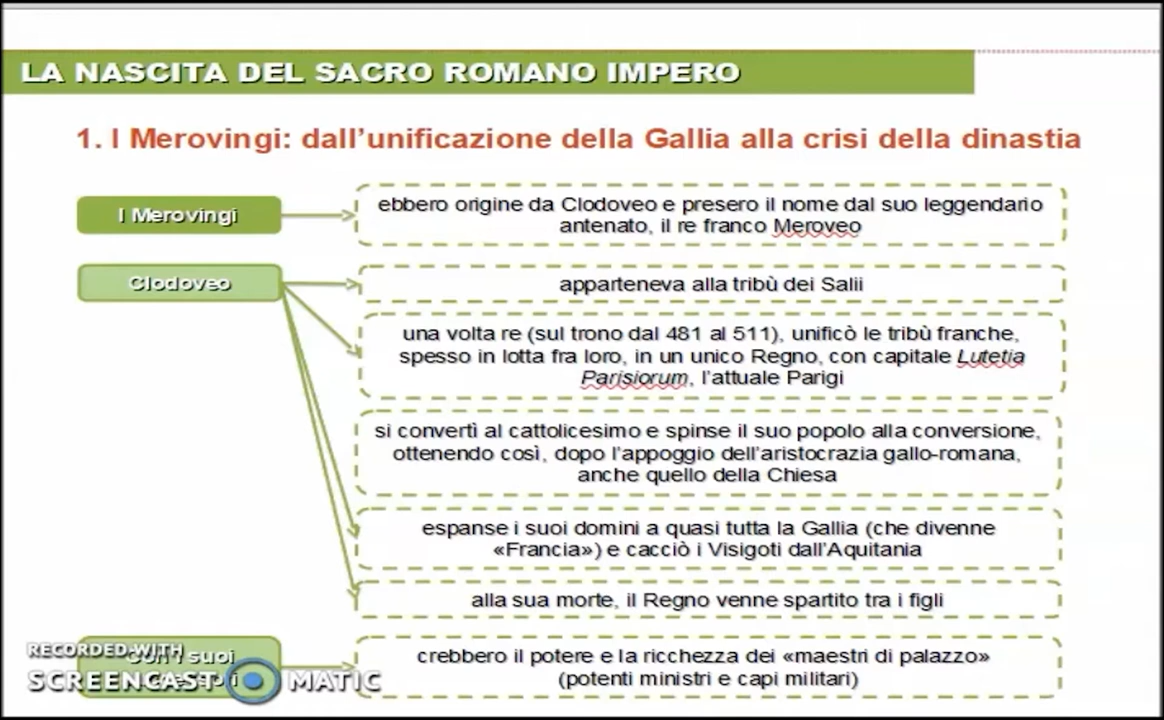 LA NASCITA DEL SACRO ROMANO IMPERO
1. I Merovingi: dall'unificazione della Gallia alla crisi della dinastia
I Merovingi
ebbero origine da Clodoveo e presero il nome dal suo leggendario
antenato, il re franco Meroveo
Clodoveo
apparteneva alla tribù dei Salii
una volta re (sul trono dal 481 al 511), unificò le tribù franche,
spesso in lotta fra loro, in un unico Regno, con capitale Lutetia
Parisiorum, l'attuale Parigi
si convertì al cattolicesimo e spinse il suo popolo alla conversione,
ottenendo così, dopo l'appoggio dell'aristocrazia gallo-romana,
anche quello della Chiesa
espanse i suoi domini a quasi tutta la Gallia (che divenne
«Francia») e cacciò i Visigoti dall'Aquitania
alla sua morte, il Regno venne spartito tra i figli
Con i suoi
crebbero il potere e la ricchezza dei «maestri di palazzo»
(potenti ministri e capi militari)
RECORDED WITH
SCREENCAST MATIC